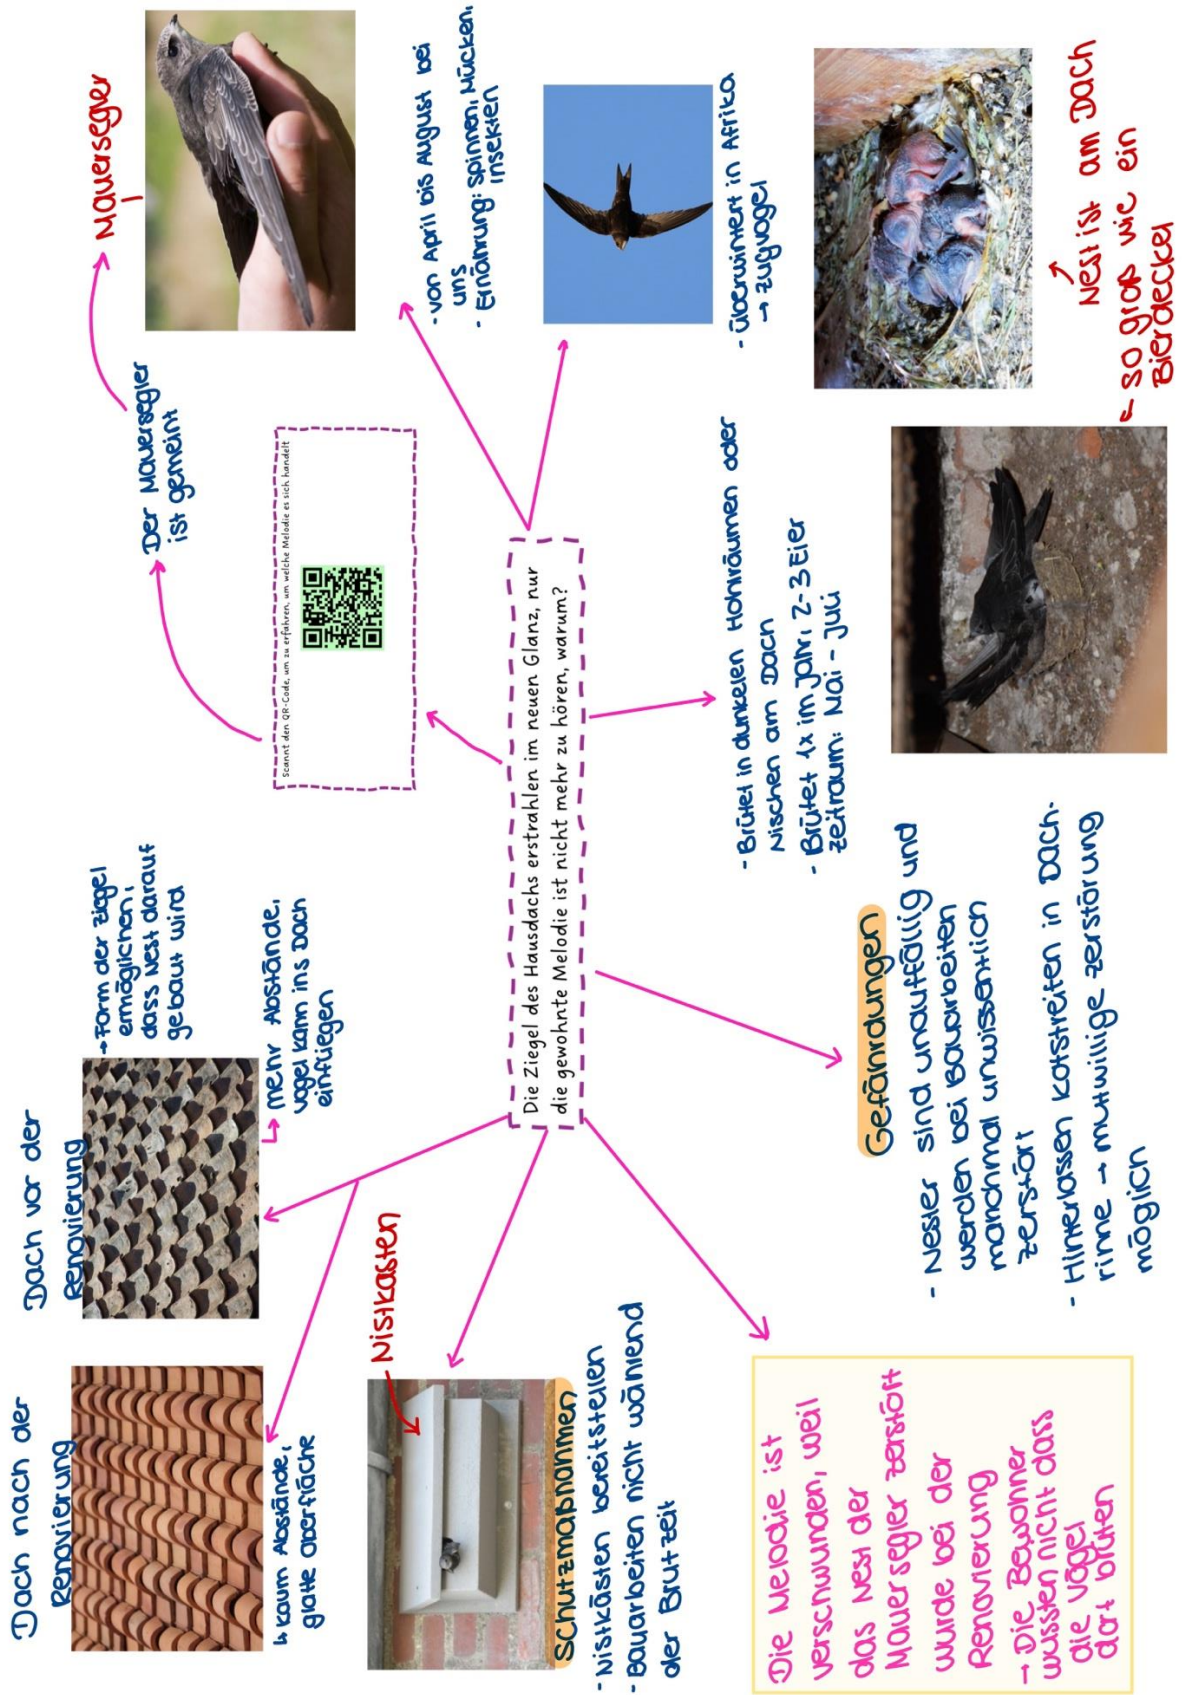 Dach nach der
Renovierung
↳ kaum Abstände,
glatte Oberfläche
Dach vor der
Renovierung
→ Form der Ziegel
ermöglichen,
dass Nest darauf
gebaut wird
↳ mehr Abstände,
Vogel kann ins Dach
einfliegen
Der Mauersegler
ist gemeint
Mauersegler
Scannt den QR-Code, um zu erfahren, um welche Melodie es sich handelt
- von April bis August bei
uns
- Ernährung: Spinnen, Mücken,
Insekten
- überwintert in Afrika
→ Zugvogel
Nistkasten
Schutzmaßnahmen
- Nistkästen bereitstellen
- Bauarbeiten nicht während
der Brutzeit
Die Ziegel des Hausdachs erstrahlen im neuen Glanz, nur
die gewohnte Melodie ist nicht mehr zu hören, warum?
- Brütet in dunkelen Hohlräumen oder
Nischen am Dach
- Brütet 1x im Jahr, 2-3 Eier
Zeitraum: Mai - Juli
Die Melodie ist
verschwunden, weil
das Nest der
Mauersegler zerstört
wurde bei der
Renovierung
→ Die Bewohner
wussten nicht dass
die Vögel
dort brüten
Gefährdungen
- Nester sind unauffällig und
werden bei Bauarbeiten
manchmal unwissentlich
zerstört
- Hinterlassen Kotstreifen in Dach-
rinne → mutwillige Zerstörung
möglich
Nest ist am Dach
← so groß wie ein
Bierdeckel